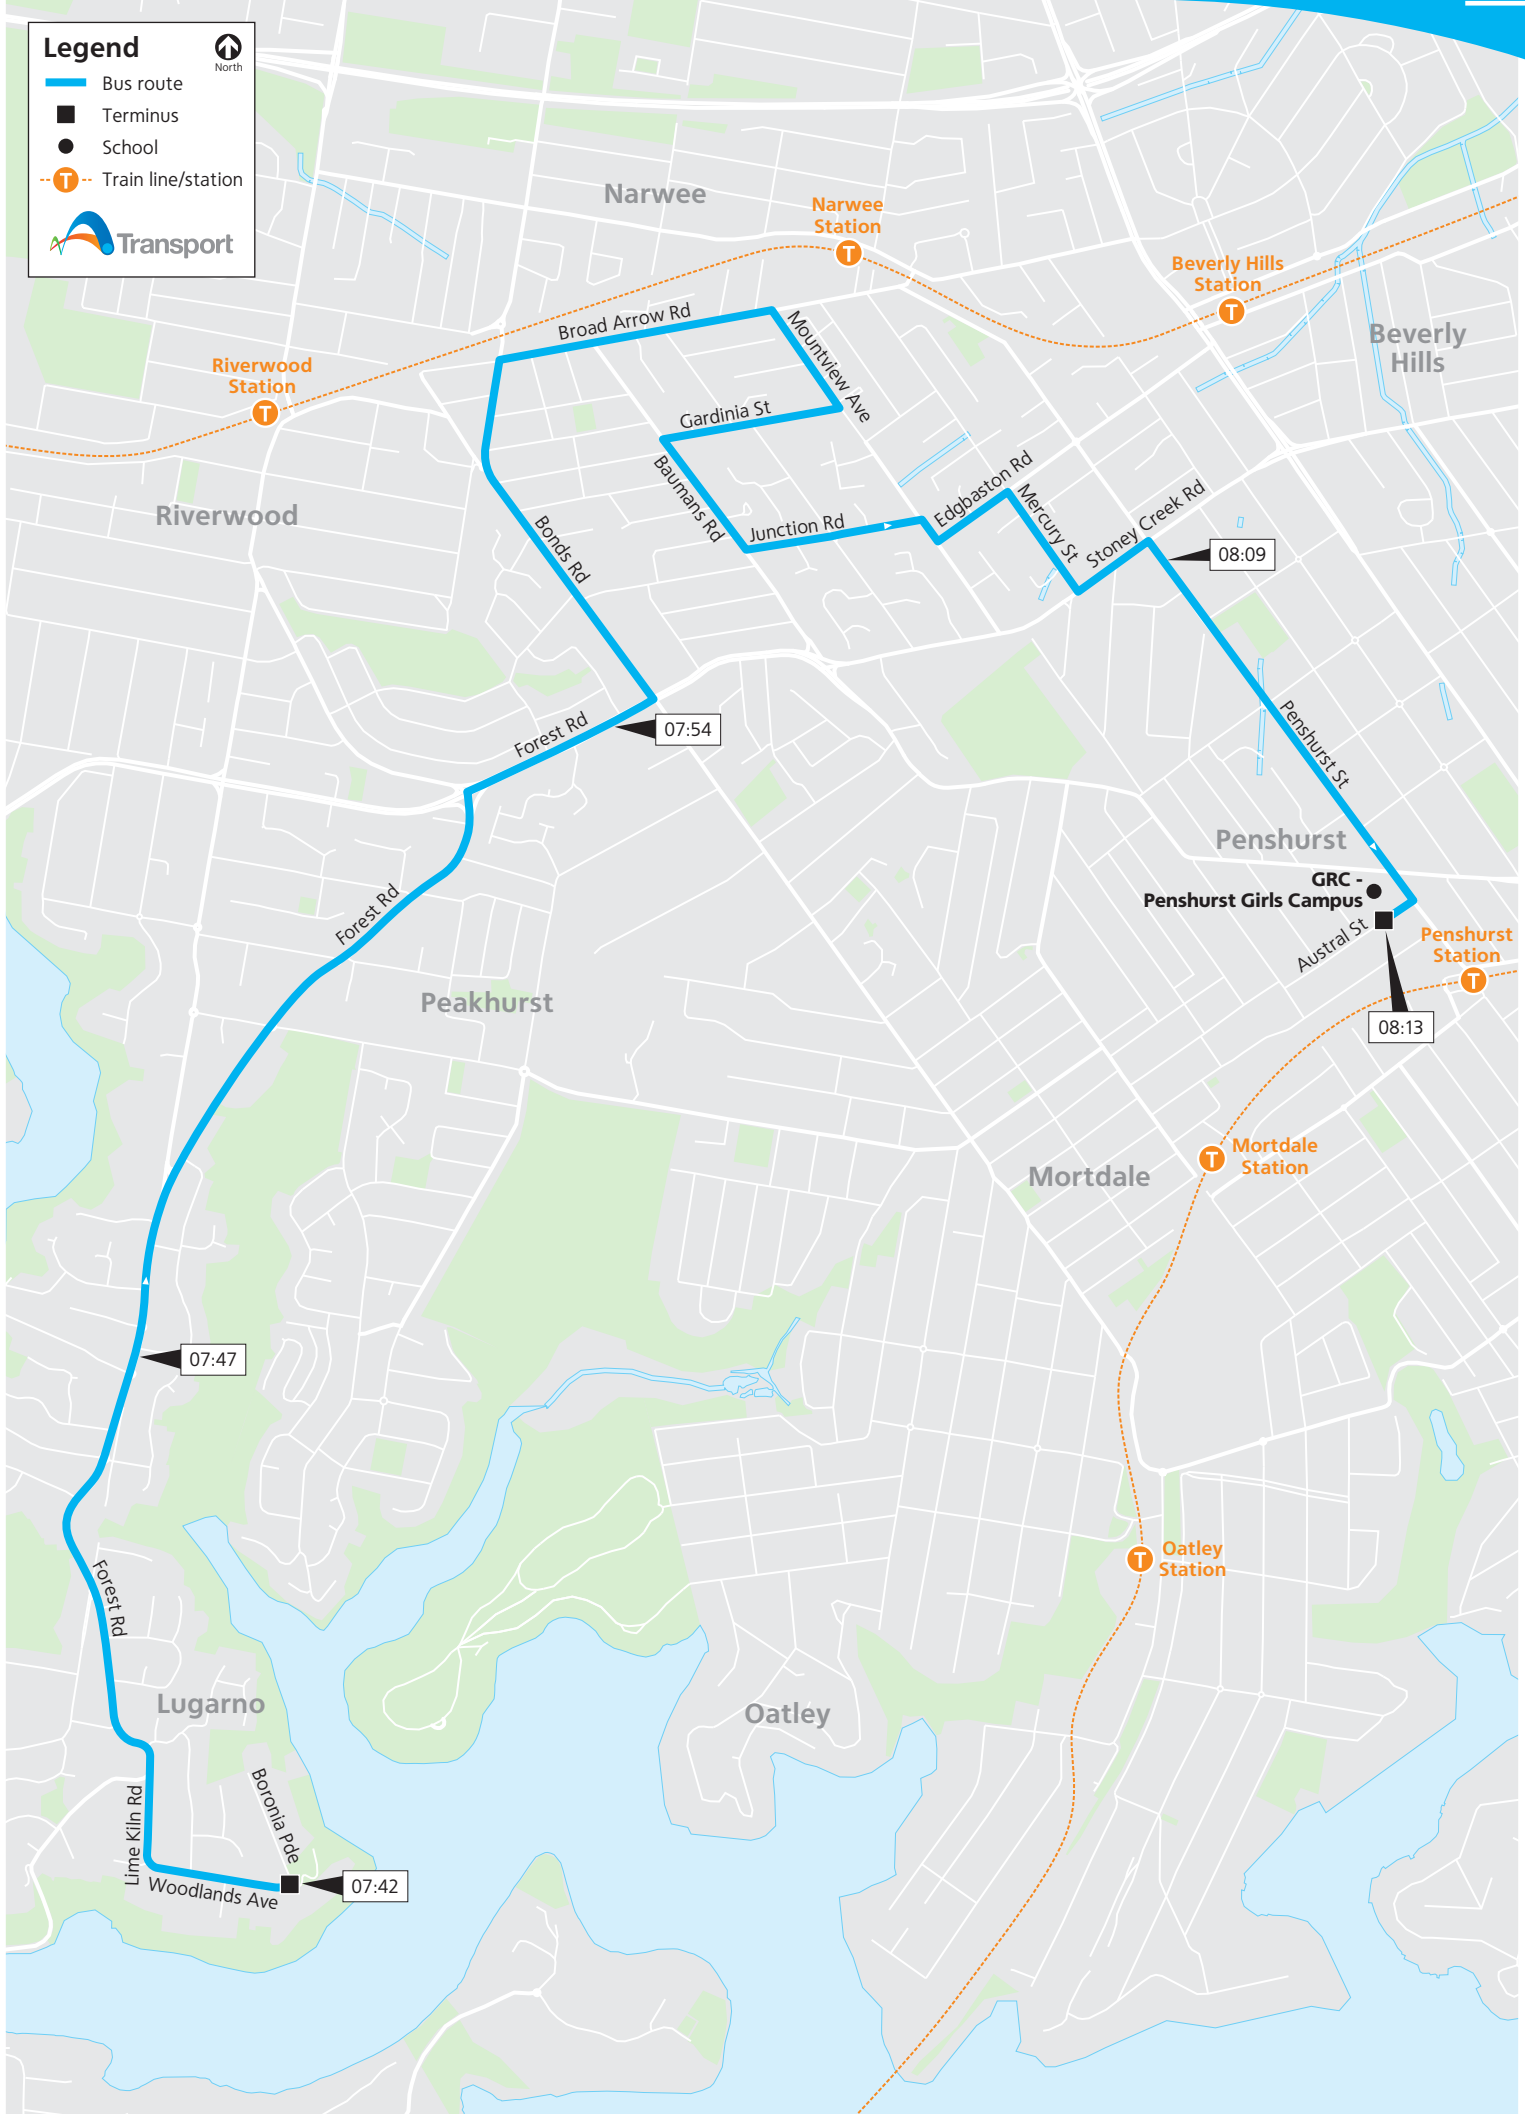 Legend
North
Bus route
Terminus
School
T
Train line/station
Transport
Narwee
Narwee
Station
T
Beverly Hills
Station
T
Beverly
Hills
Broad Arrow Rd
Mountview Ave
Riverwood
Station
T
Gardinia St
Baumans Rd
Edgbaston Rd
Mercury St
Stoney Creek Rd
Junction Rd
Riverwood
Bonds Rd
08:09
Forest Rd
07:54
Penshurst St
Penshurst
GRC -
Penshurst Girls Campus
Austral St
Penshurst
Station
T
08:13
Forest Rd
Peakhurst
Mortdale
T
Mortdale
Station
07:47
T
Oatley
Station
Forest Rd
Lugarno
Oatley
Boronia Pde
Lime Kiln Rd
Woodlands Ave
07:42